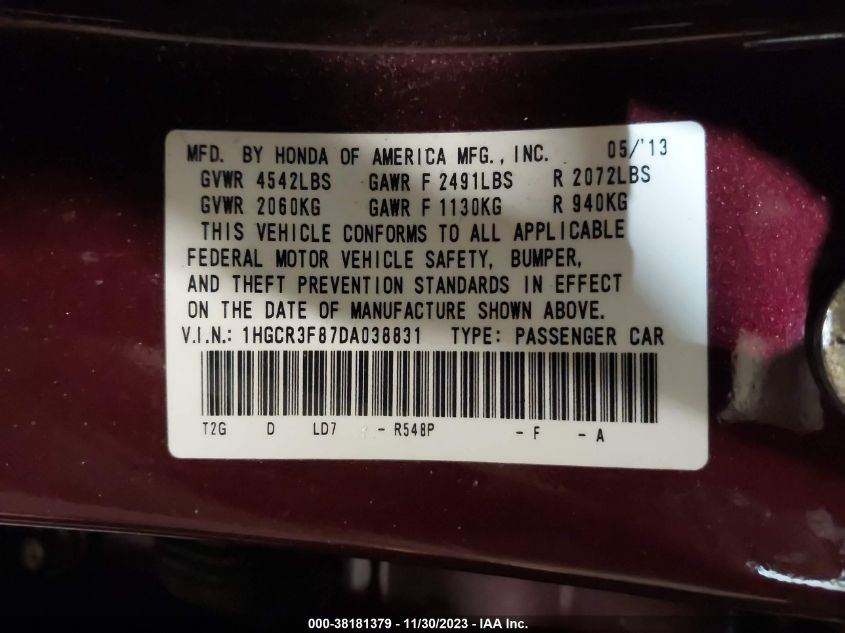 MFD. BY HONDA OF AMERICA MFG., INC. 05/'13
GVWR 4542LBS GAWR F 2491LBS R 2072LBS
GVWR 2060KG GAWR F 1130KG R 940KG
THIS VEHICLE CONFORMS TO ALL APPLICABLE
FEDERAL MOTOR VEHICLE SAFETY, BUMPER,
AND THEFT PREVENTION STANDARDS IN EFFECT
ON THE DATE OF MANUFACTURE SHOWN ABOVE.
V.I.N.: 1HGCR3F87DA038831 TYPE: PASSENGER CAR
T2G D LD7 - R548P - F - A
000-38181379 - 11/30/2023 - IAA Inc.